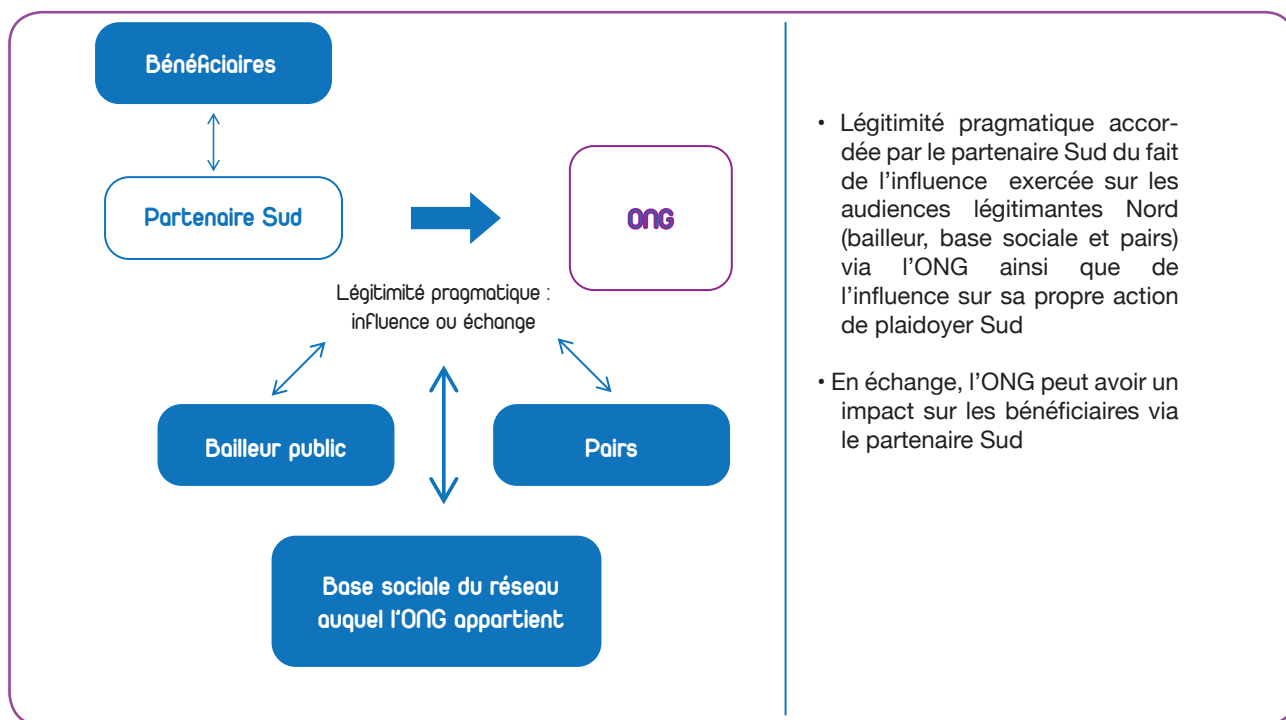 Bénéficiaires
Partenaire Sud
ONG
Légitimité pragmatique :
influence ou échange
Bailleur public
Pairs
Base sociale du réseau
auquel l'ONG appartient
• Légitimité pragmatique accor-
dée par le partenaire Sud du fait
de l’influence exercée sur les
audiences légitimantes Nord
(bailleur, base sociale et pairs)
via l’ONG ainsi que de
l’influence sur sa propre action
de plaidoyer Sud
• En échange, l’ONG peut avoir un
impact sur les bénéficiaires via
le partenaire Sud